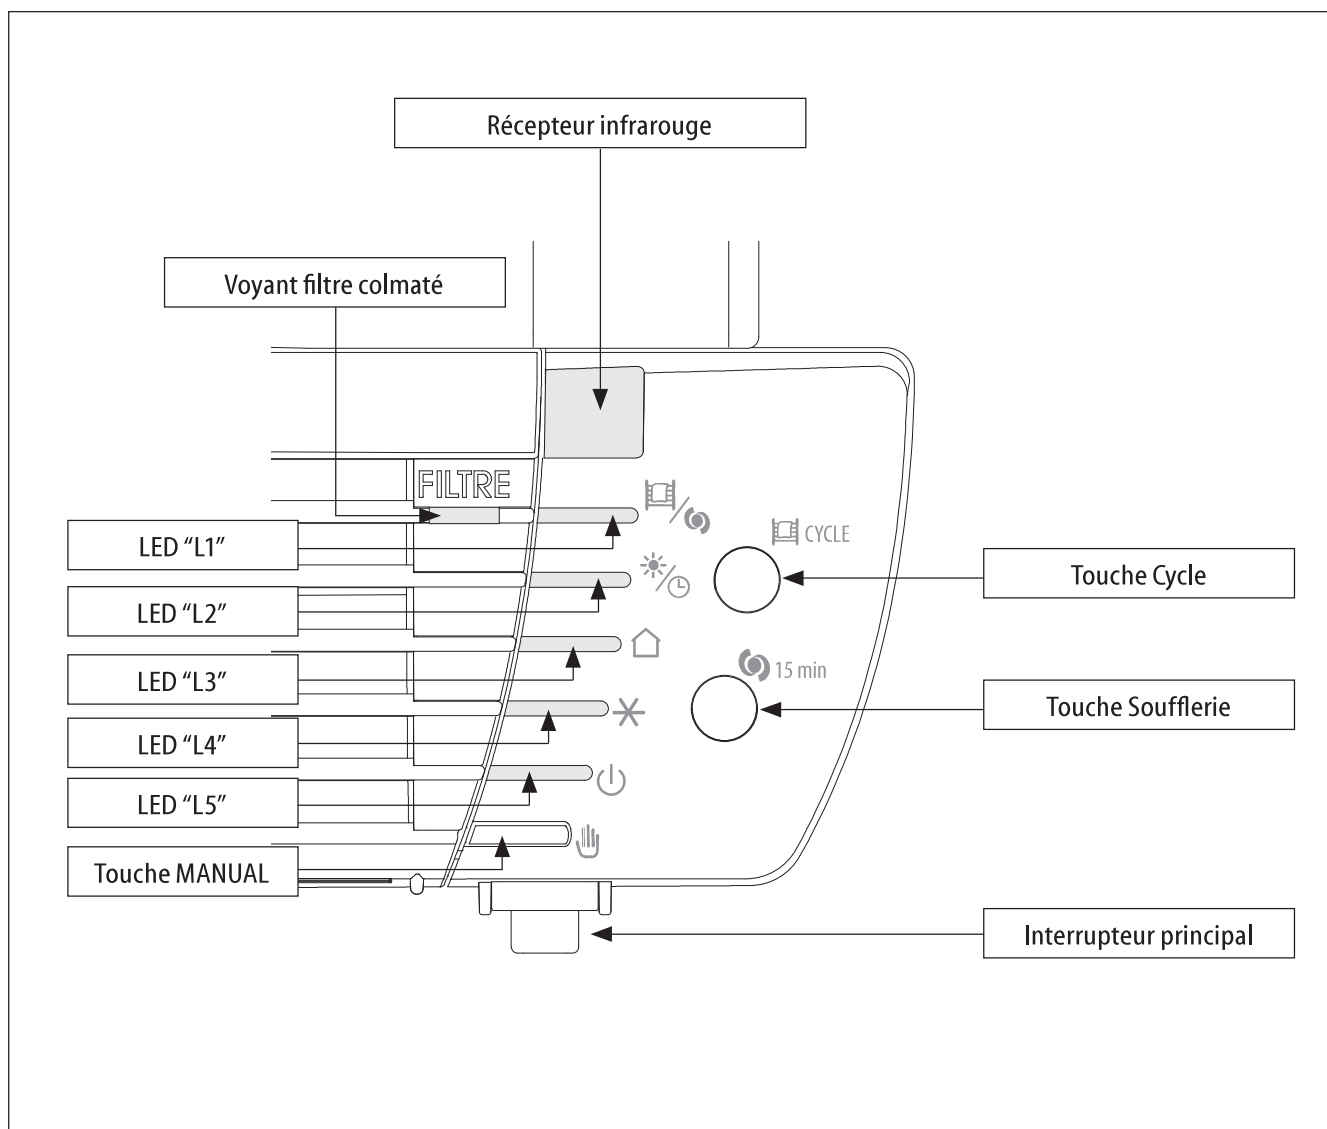 Récepteur infrarouge
Voyant filtre colmaté
FILTRE
CYCLE
LED “L1”
Touche Cycle
LED “L2”
LED “L3”
15 min
Touche Soufflerie
LED “L4”
LED “L5”
Touche MANUAL
Interrupteur principal